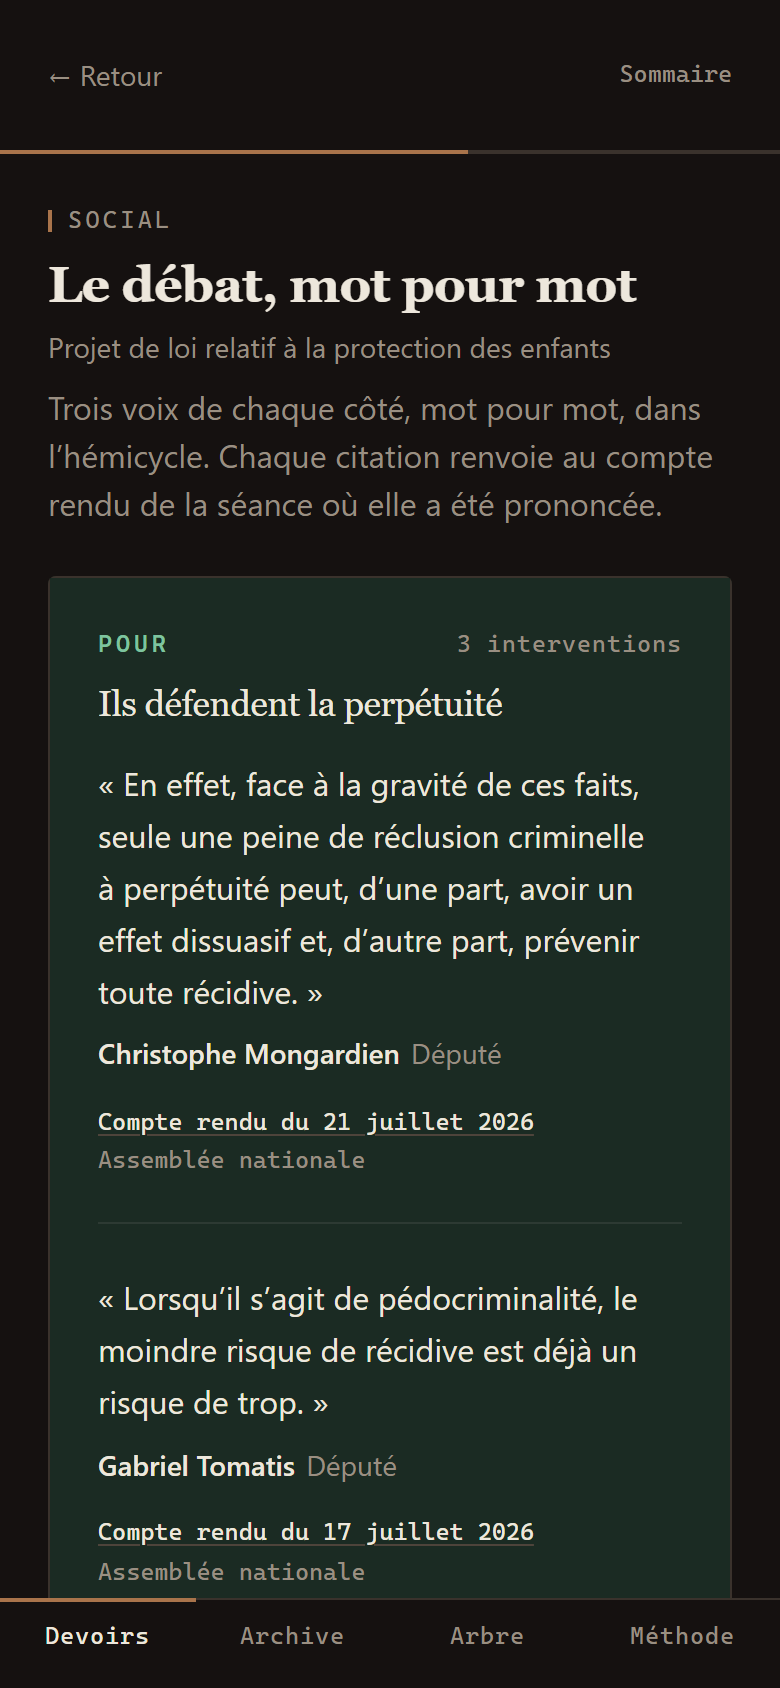 ← Retour
Sommaire
SOCIAL
Le débat, mot pour mot
Projet de loi relatif à la protection des enfants
Trois voix de chaque côté, mot pour mot, dans
l’hémicycle. Chaque citation renvoie au compte
rendu de la séance où elle a été prononcée.
POUR
3 interventions
Ils défendent la perpétuité
« En effet, face à la gravité de ces faits,
seule une peine de réclusion criminelle
à perpétuité peut, d’une part, avoir un
effet dissuasif et, d’autre part, prévenir
toute récidive. »
Christophe Mongardien Député
Compte rendu du 21 juillet 2026
Assemblée nationale
« Lorsqu’il s’agit de pédocriminalité, le
moindre risque de récidive est déjà un
risque de trop. »
Gabriel Tomatis Député
Compte rendu du 17 juillet 2026
Assemblée nationale
Devoirs
Archive
Arbre
Méthode